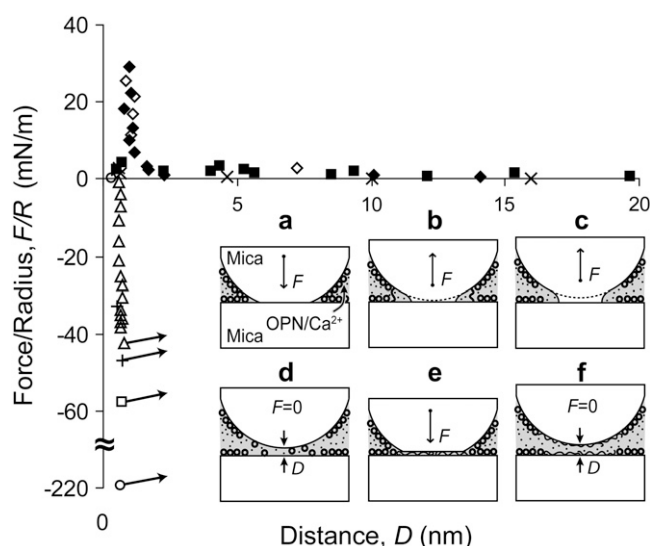 40
20
0
-20
-40
-60
-220
≈
Force/Radius, F/R (mN/m)
5
10
15
20
0
Distance, D (nm)
a
b
c
Mica
F
F
F
OPN/Ca²⁺
Mica
d
e
f
F=0
F
F=0
D
D